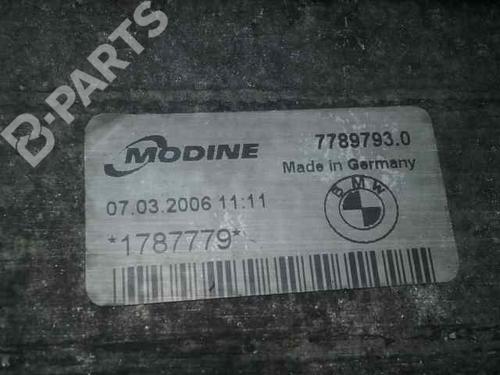 B-PARTS
MODINE
7789793.0
Made in Germany
BMW
07.03.2006 11:11
*1787779*